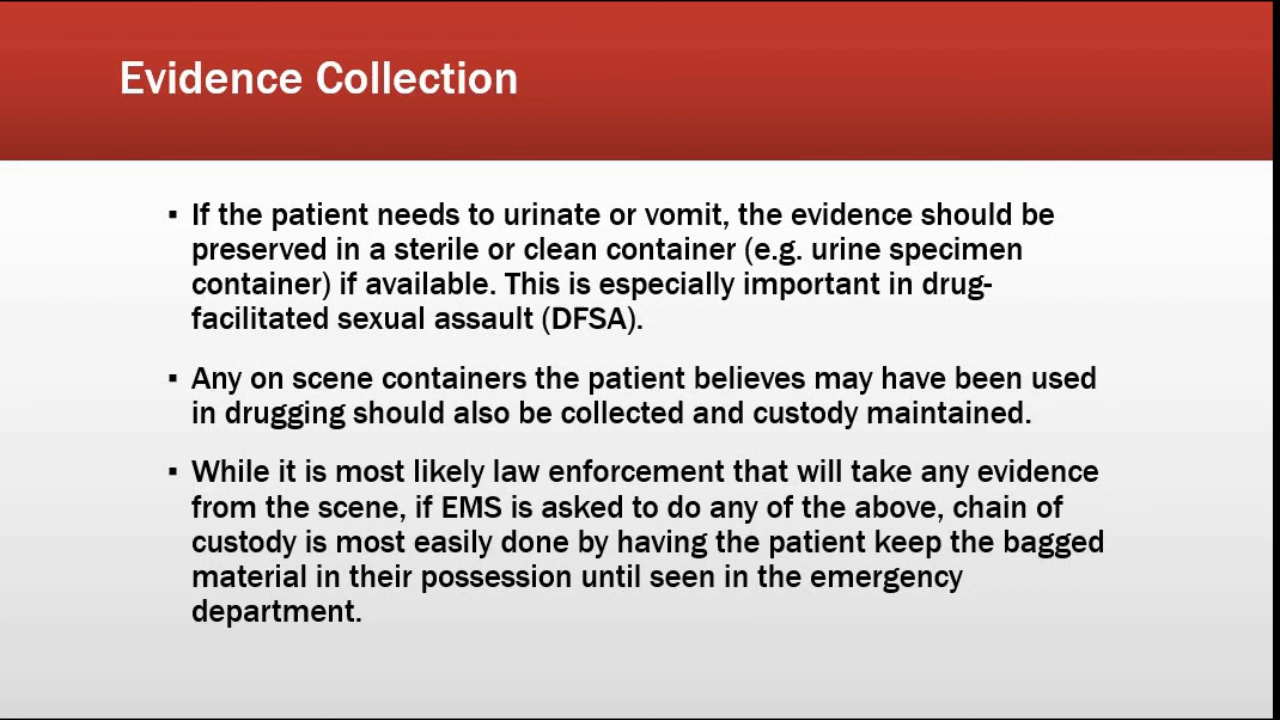 Evidence Collection
▪ If the patient needs to urinate or vomit, the evidence should be
preserved in a sterile or clean container (e.g. urine specimen
container) if available. This is especially important in drug-
facilitated sexual assault (DFSA).
▪ Any on scene containers the patient believes may have been used
in drugging should also be collected and custody maintained.
▪ While it is most likely law enforcement that will take any evidence
from the scene, if EMS is asked to do any of the above, chain of
custody is most easily done by having the patient keep the bagged
material in their possession until seen in the emergency
department.